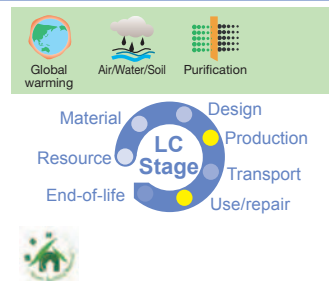 Global
warming
Air/Water/Soil
Purification
Material
Design
Production
LC
Stage
Resource
Transport
End-of-life
Use/repair